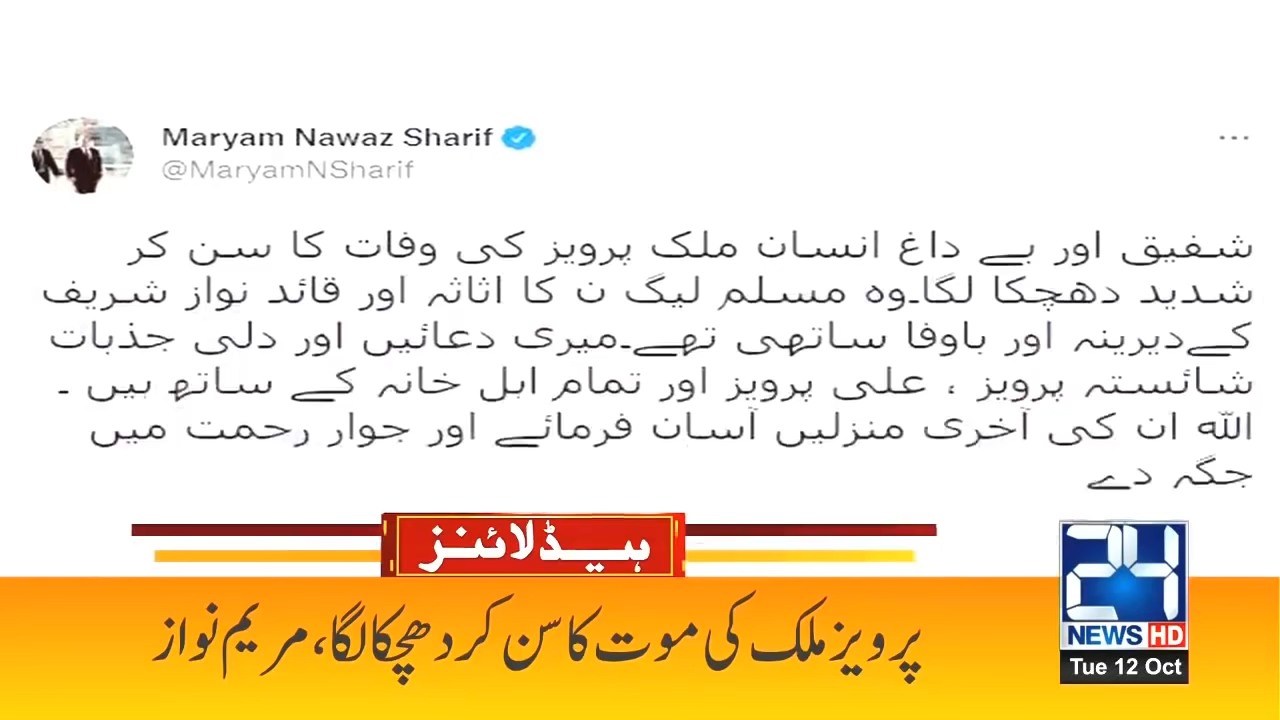 Maryam Nawaz Sharif
@MaryamNSharif
شفیق اور بے داغ انسان ملک پرویز کی وفات کا سن کر
شدید دھچکا لگا۔وہ مسلم لیگ ن کا اثاثہ اور قائد نواز شریف
کےدیرینہ اور باوفا ساتھی تھے۔میری دعائیں اور دلی جذبات
شائستہ پرویز ، علی پرویز اور تمام اہل خانہ کے ساتھ ہیں ۔
اللہ ان کی آخری منزلیں آسان فرمائے اور جوار رحمت میں
جگہ دے
ہیڈلائنز
پرویز ملک کی موت کا سن کر دھچکا لگا، مریم نواز
24
NEWS HD
Tue 12 Oct